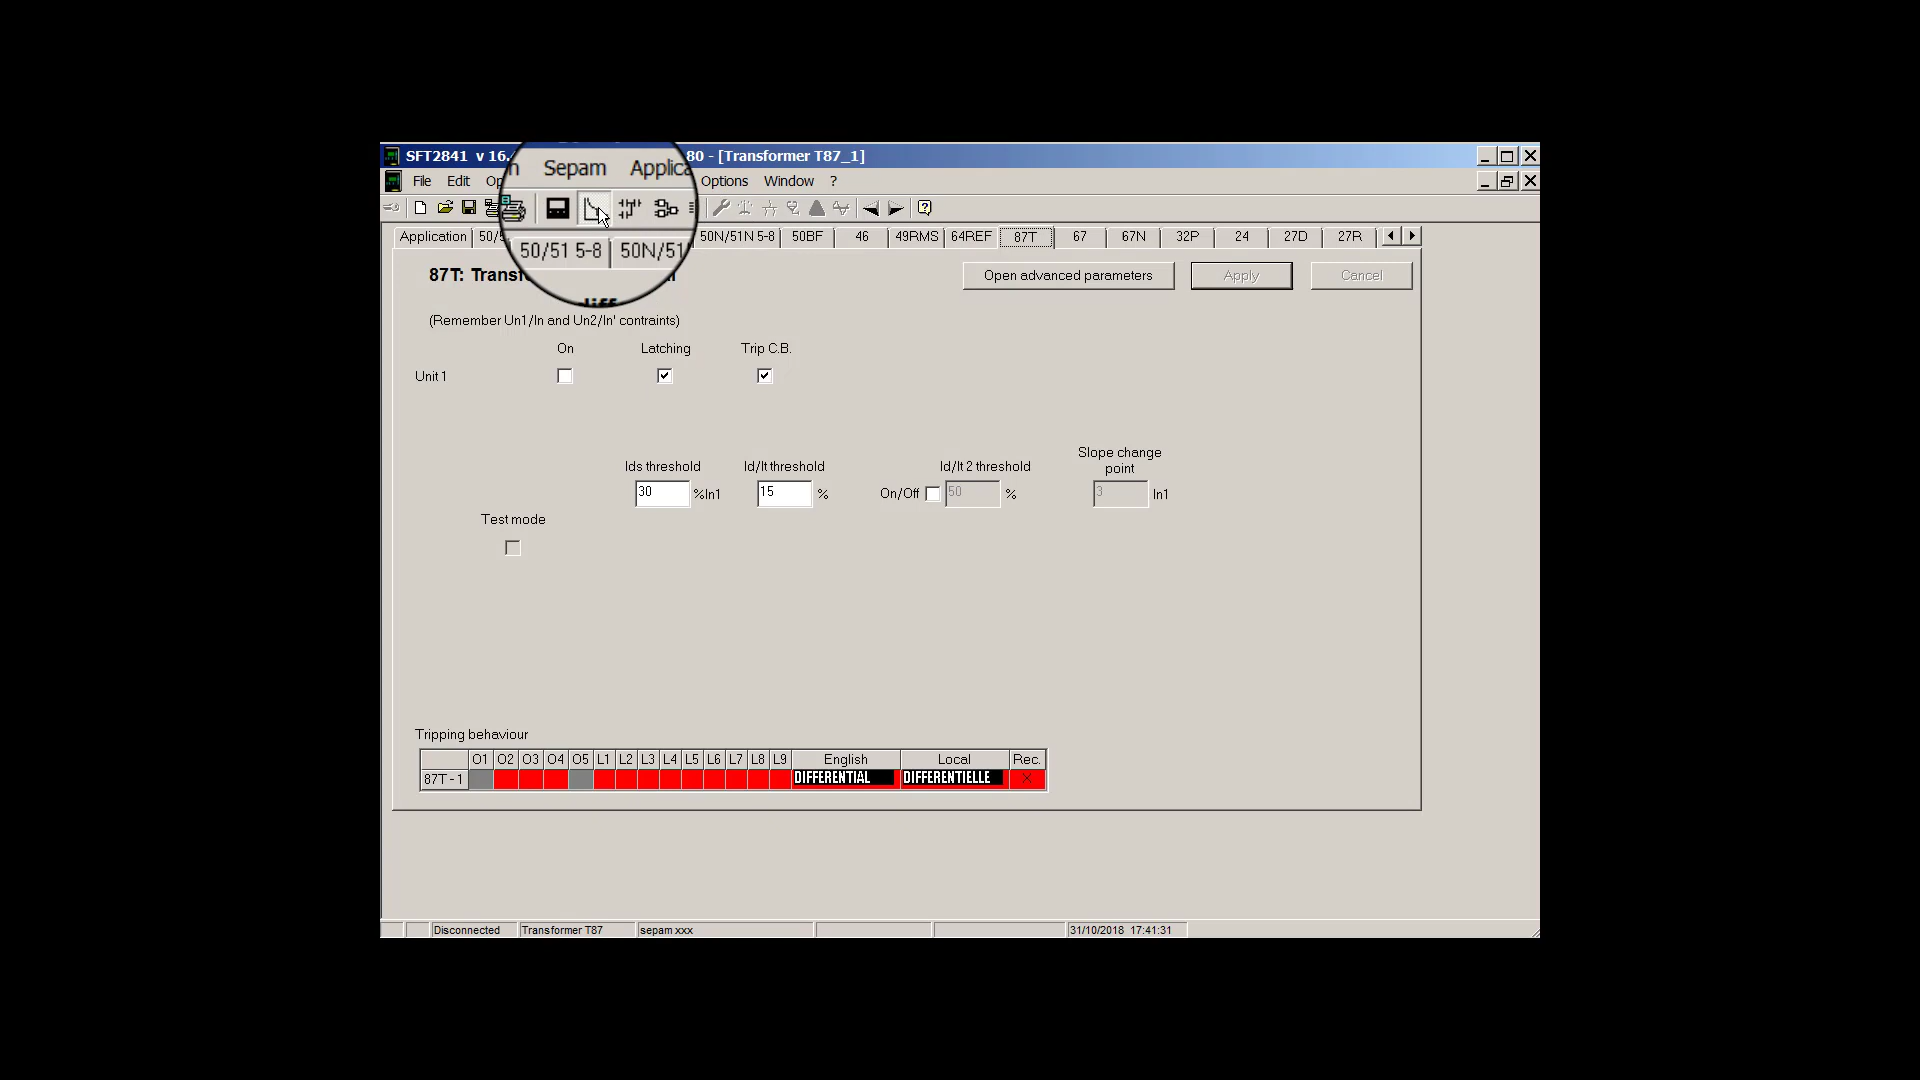 SFT2841 v 16. 80 - [Transformer T87_1]
File Edit Op Sepam Applica Options Window ?
Application 50/5 50/51 5-8 50N/51 50N/51N 5-8 50BF 46 49RMS 64REF 87T 67 67N 32P 24 27D 27R
87T: Transf
Open advanced parameters Apply Cancel
(Remember Un1/In and Un2/In' contraints)
On Latching Trip C.B.
Unit 1
Ids threshold Id/It threshold Id/It 2 threshold Slope change point
30 %In1 15 % On/Off 50 % 3 In1
Test mode
Tripping behaviour
O1 O2 O3 O4 O5 L1 L2 L3 L4 L5 L6 L7 L8 L9 English Local Rec.
87T - 1 DIFFERENTIAL DIFFERENTIELLE X
Disconnected Transformer T87 sepam xxx 31/10/2018 17:41:31